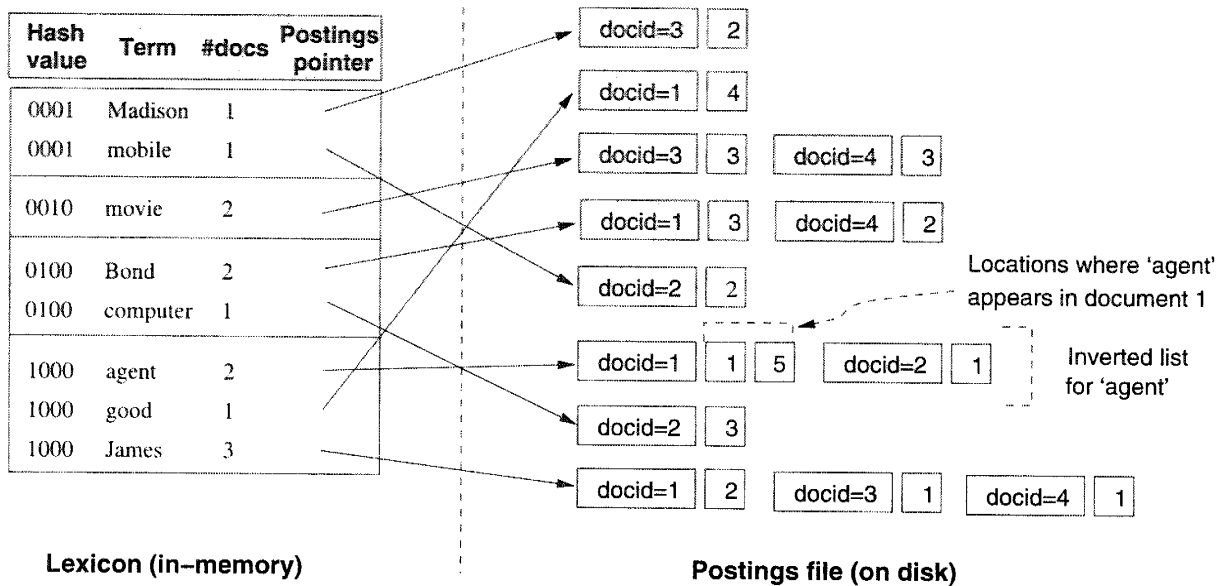 Hash value Term #docs Postings pointer
0001 Madison 1
0001 mobile 1
0010 movie 2
0100 Bond 2
0100 computer 1
1000 agent 2
1000 good 1
1000 James 3
Lexicon (in-memory)
docid=3 2
docid=1 4
docid=3 3 docid=4 3
docid=1 3 docid=4 2
docid=2 2
docid=1 1 5 docid=2 1
docid=2 3
docid=1 2 docid=3 1 docid=4 1
Locations where 'agent'
appears in document 1
Inverted list
for 'agent'
Postings file (on disk)